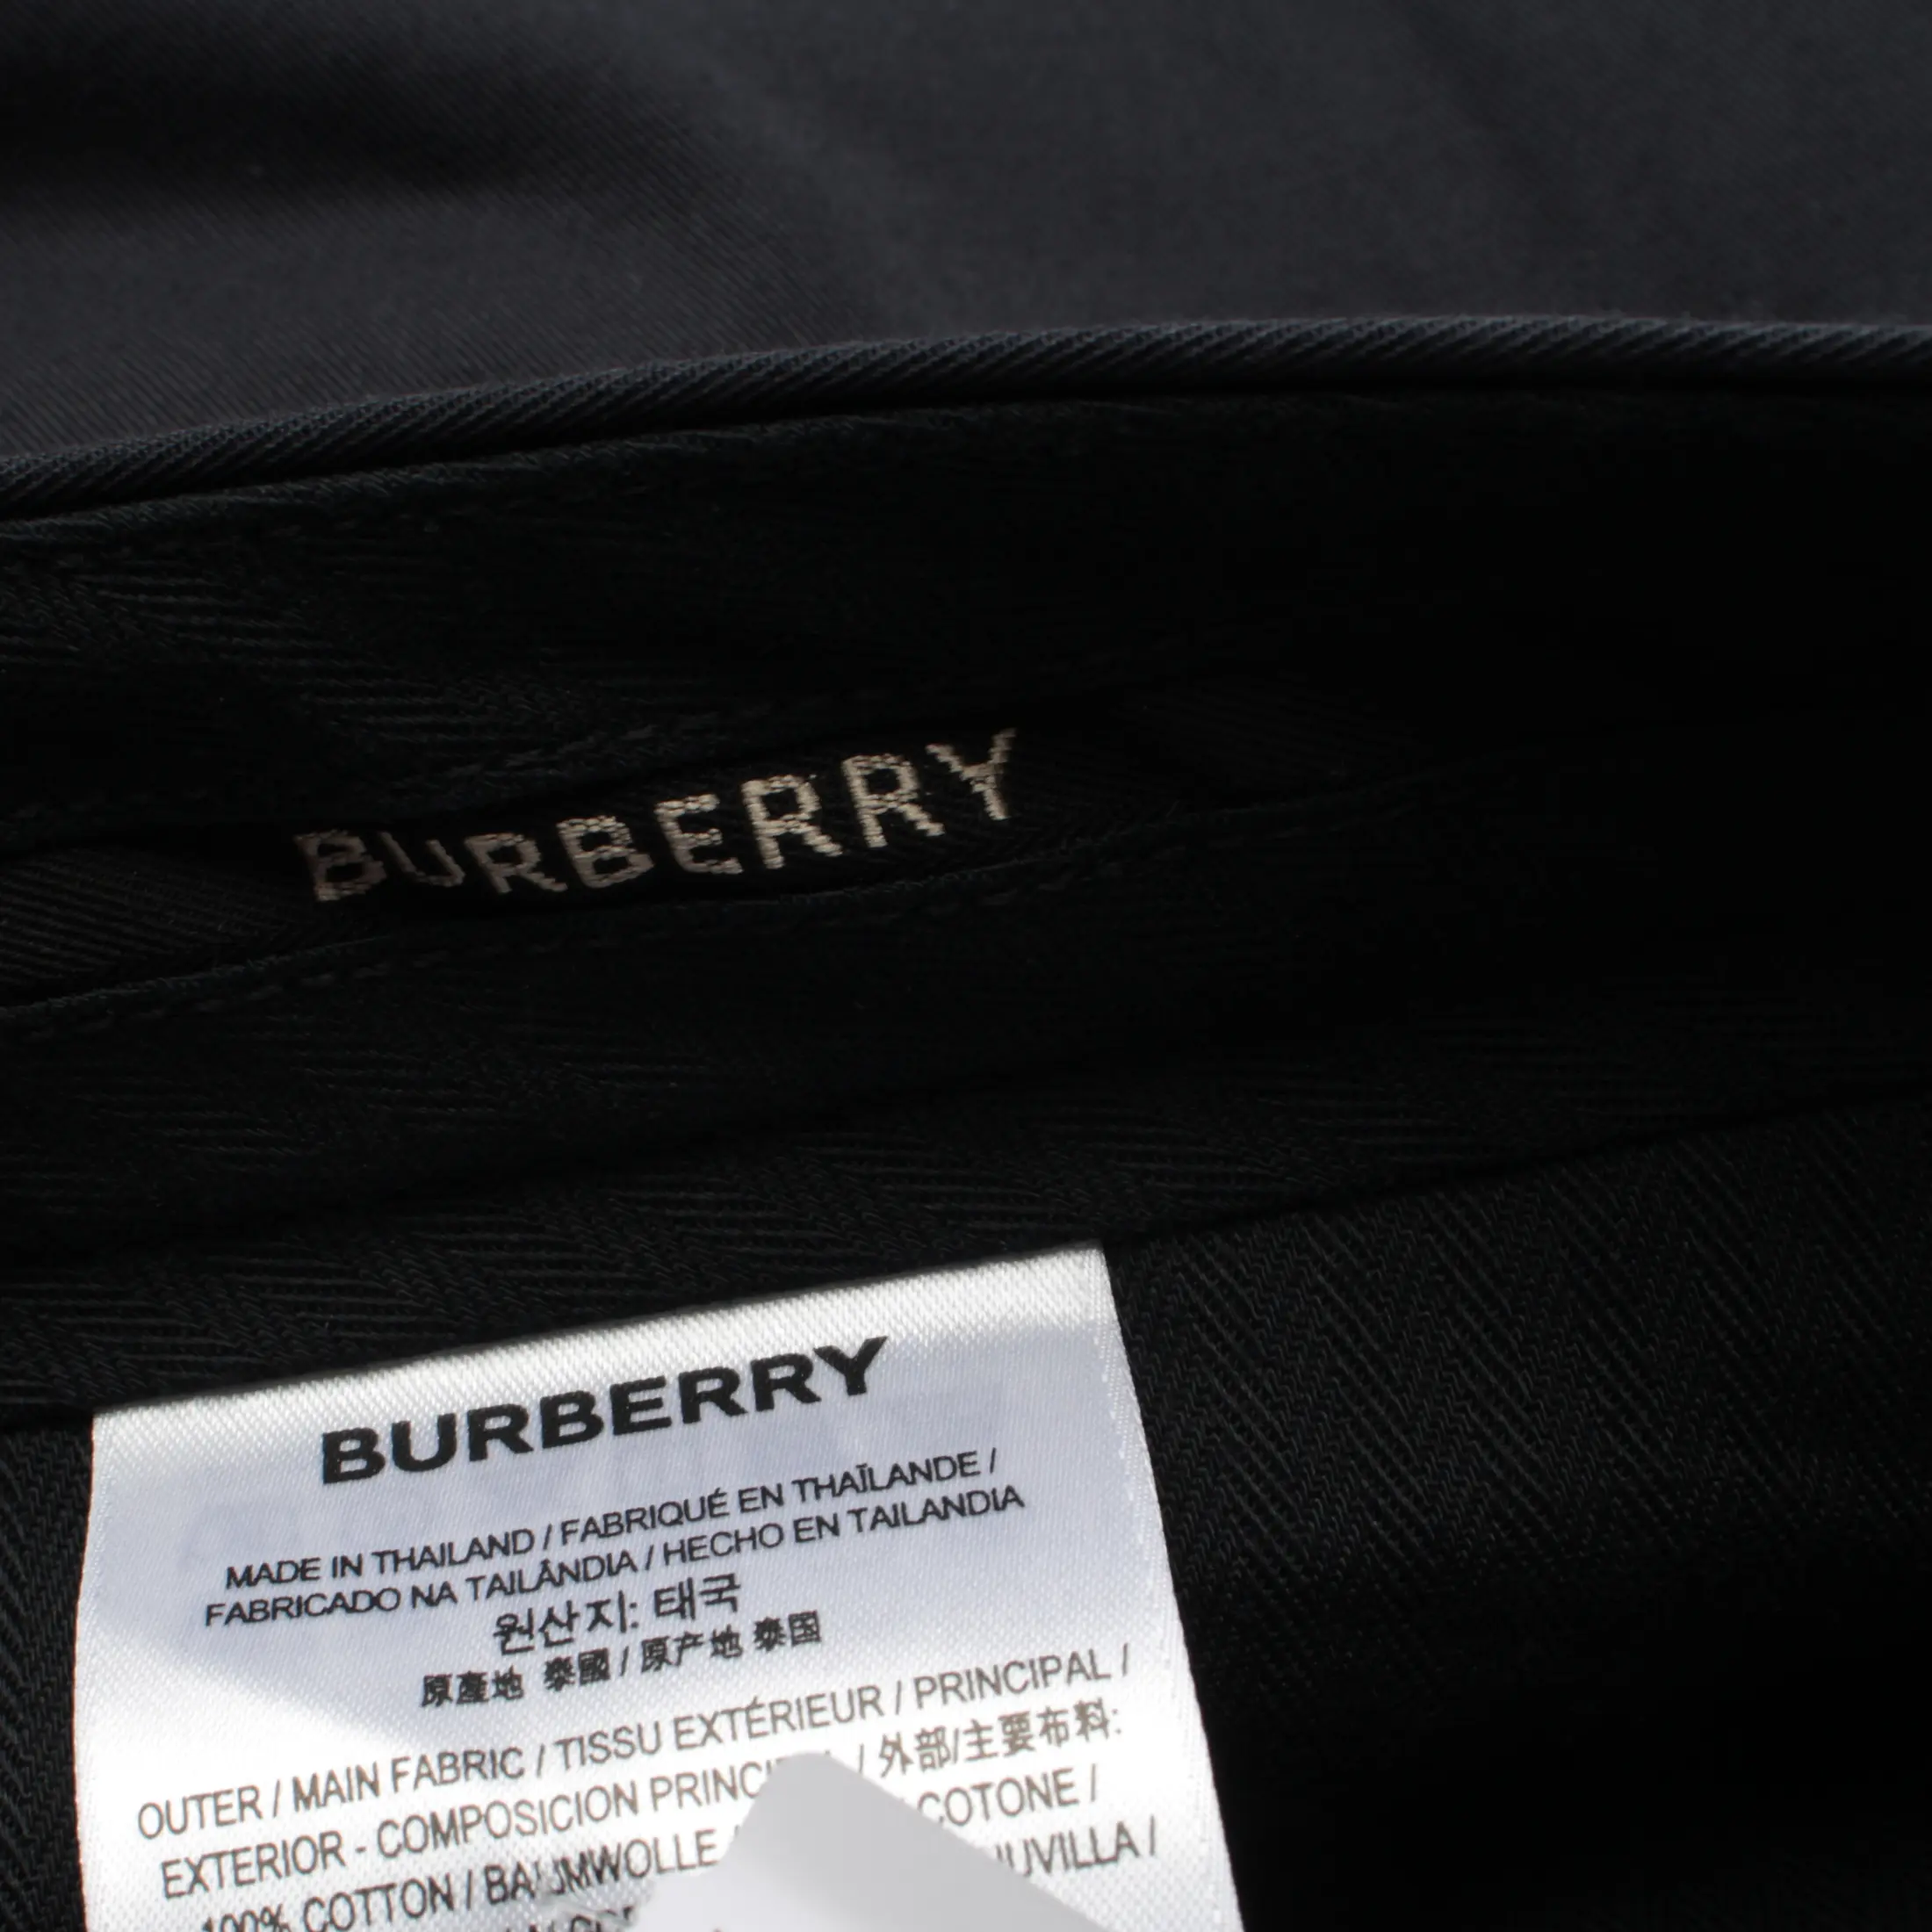 BURBERRY
BURBERRY
MADE IN THAILAND / FABRIQUÉ EN THAÏLANDE /
FABRICADO NA TAILÂNDIA / HECHO EN TAILANDIA
원산지: 태국
原產地 泰國 / 原产地 泰国
OUTER / MAIN FABRIC / TISSU EXTÉRIEUR / PRINCIPAL /
EXTERIOR - COMPOSICION / 外部/主要布料:
100% COTTON / BAUMWOLLE / COTONE /